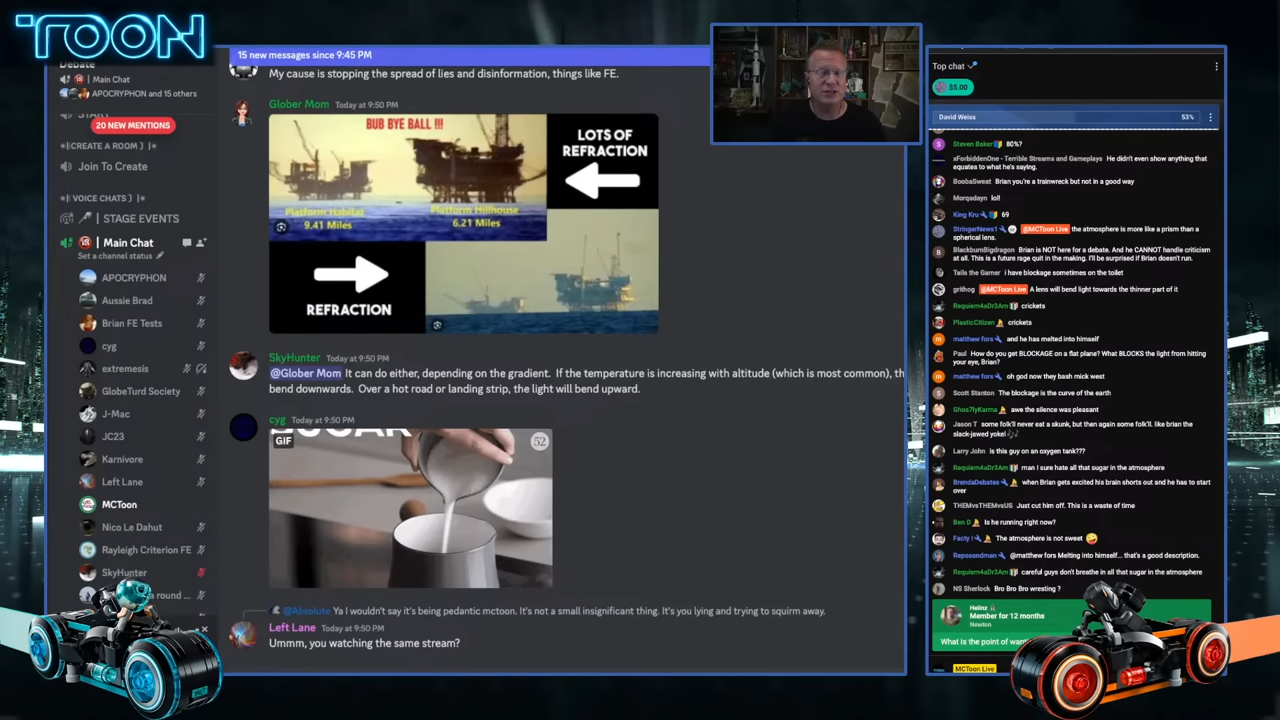 TOON
Debate
Main Chat
APOCRYPHON and 15 others
START
20 NEW MENTIONS
*|(CREATE A ROOM ) |*
Join To Create
*|( VOICE CHATS ) |*
STAGE EVENTS
18 | Main Chat
Set a channel status
APOCRYPHON
Aussie Brad
Brian FE Tests
cyg
extremesis
GlobeTurd Society
J-Mac
JC23
Karnivore
Left Lane
MCToon
Nico Le Dahut
Rayleigh Criterion FE
SkyHunter
a round ...
15 new messages since 9:45 PM
My cause is stopping the spread of lies and disinformation, things like FE.
Glober Mom Today at 9:50 PM
BUB BYE BALL !!!
Platform Habitat
9.41 Miles
Platform Hillhouse
6.21 Miles
LOTS OF
REFRACTION
REFRACTION
SkyHunter Today at 9:50 PM
@Glober Mom It can do either, depending on the gradient. If the temperature is increasing with altitude (which is most common), th
bend downwards. Over a hot road or landing strip, the light will bend upward.
cyg Today at 9:50 PM
SUGAR
GIF
52
@Absolute Ya I wouldn't say it's being pedantic mctoon. It's not a small insignificant thing. It's you lying and trying to squirm away.
Left Lane Today at 9:50 PM
Ummm, you watching the same stream?
Top chat
$5.00
David Weiss 53%
Steven Baker 80%?
xForbiddenOne - Terrible Streams and Gameplays He didn't even show anything that
equates to what he's saying.
BoobaSweat Brian you're a trainwreck but not in a good way
Morqadayn lol!
King Kru 69
StringerNews1 @MCToon Live the atmosphere is more like a prism than a
spherical lens.
BlackburnBigdragon Brian is NOT here for a debate. And he CANNOT handle criticism
at all. This is a future rage quit in the making. I'll be surprised if Brian doesn't run.
Tails the Gamer i have blockage sometimes on the toilet
grithog @MCToon Live A lens will bend light towards the thinner part of it
Requiem4aDr3Am crickets
PlasticCitizen crickets
matthew fors and he has melted into himself
Paul How do you get BLOCKAGE on a flat plane? What BLOCKS the light from hitting
your eye, Brian?
matthew fors oh god now they bash mick west
Scott Stanton The blockage is the curve of the earth
Ghos7lyKarma awe the silence was pleasant
Jason T some folk'll never eat a skunk, but then again some folk'll. like brian the
slack-jawed yokel
Larry John is this guy on an oxygen tank???
Requiem4aDr3Am man I sure hate all that sugar in the atmosphere
BrendaDebates when Brian gets excited his brain shorts out and he has to start
over
THEMvsTHEMvsUS Just cut him off. This is a waste of time
Ben D Is he running right now?
Facty I The atmosphere is not sweet
Reposandman @matthew fors Melting into himself... that's a good description.
Requiem4aDr3Am careful guys don't breathe in all that sugar in the atmosphere
NS Sherlock Bro Bro Bro wresting ?
Heinz
Member for 12 months
Newton
What is the point of
MCToon Live